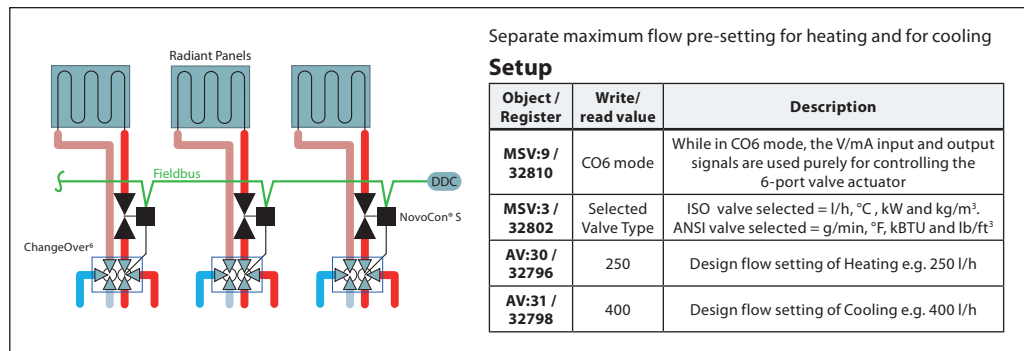 Radiant Panels
Fieldbus
DDC
NovoCon® S
ChangeOver⁶
Separate maximum flow pre-setting for heating and for cooling
Setup
Object /
Register
Write/
read value
Description
MSV:9 /
32810
CO6 mode
While in CO6 mode, the V/mA input and output
signals are used purely for controlling the
6-port valve actuator
MSV:3 /
32802
Selected
Valve Type
ISO valve selected = l/h, °C , kW and kg/m³.
ANSI valve selected = g/min, °F, kBTU and lb/ft³
AV:30 /
32796
250
Design flow setting of Heating e.g. 250 l/h
AV:31 /
32798
400
Design flow setting of Cooling e.g. 400 l/h